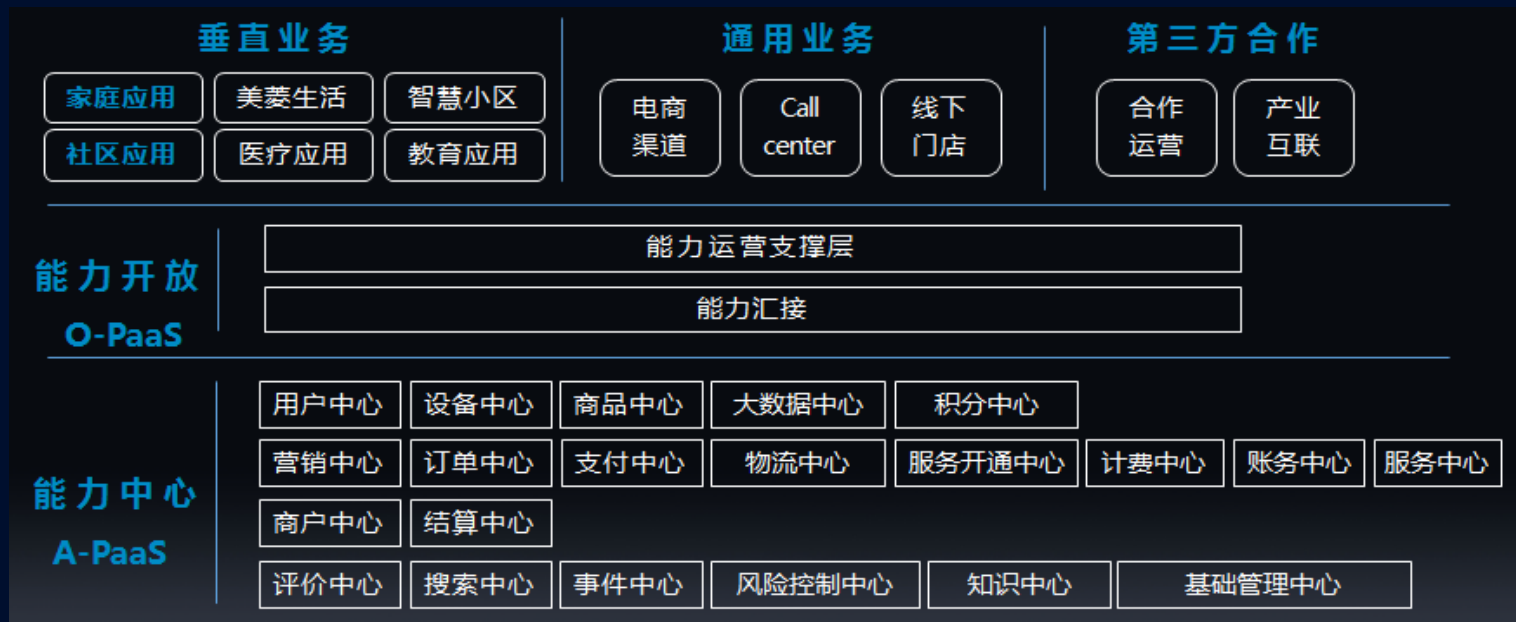 垂直业务
通用业务
第三方合作
家庭应用 美菱生活 智慧小区
社区应用 医疗应用 教育应用
电商
渠道
Call
center
线下
门店
合作
运营
产业
互联
能力开放
O-PaaS
能力运营支撑层
能力汇接
能力中心
A-PaaS
用户中心 设备中心 商品中心 大数据中心 积分中心
营销中心 订单中心 支付中心 物流中心 服务开通中心 计费中心 账务中心 服务中心
商户中心 结算中心
评价中心 搜索中心 事件中心 风险控制中心 知识中心 基础管理中心